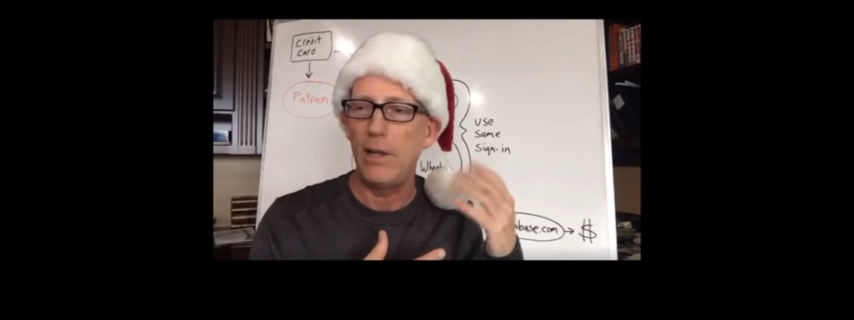 Credit
Card
Patreon
use
same
sign-in
base.com → $